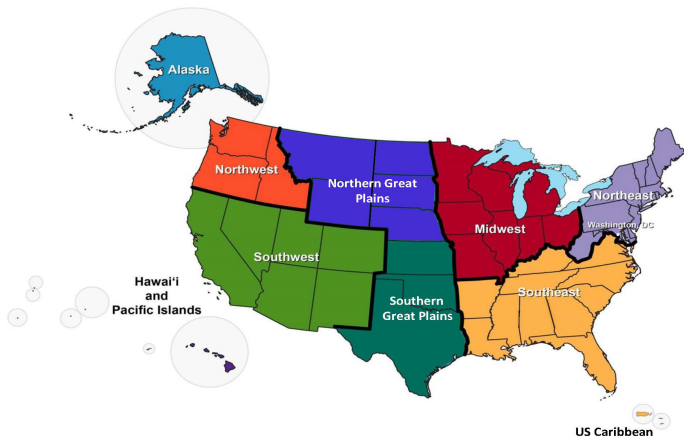 Alaska
Northwest
Northern Great
Plains
Midwest
Northeast
Washington, DC
Southwest
Southern
Great Plains
Southeast
Hawai‘i
and
Pacific Islands
US Caribbean